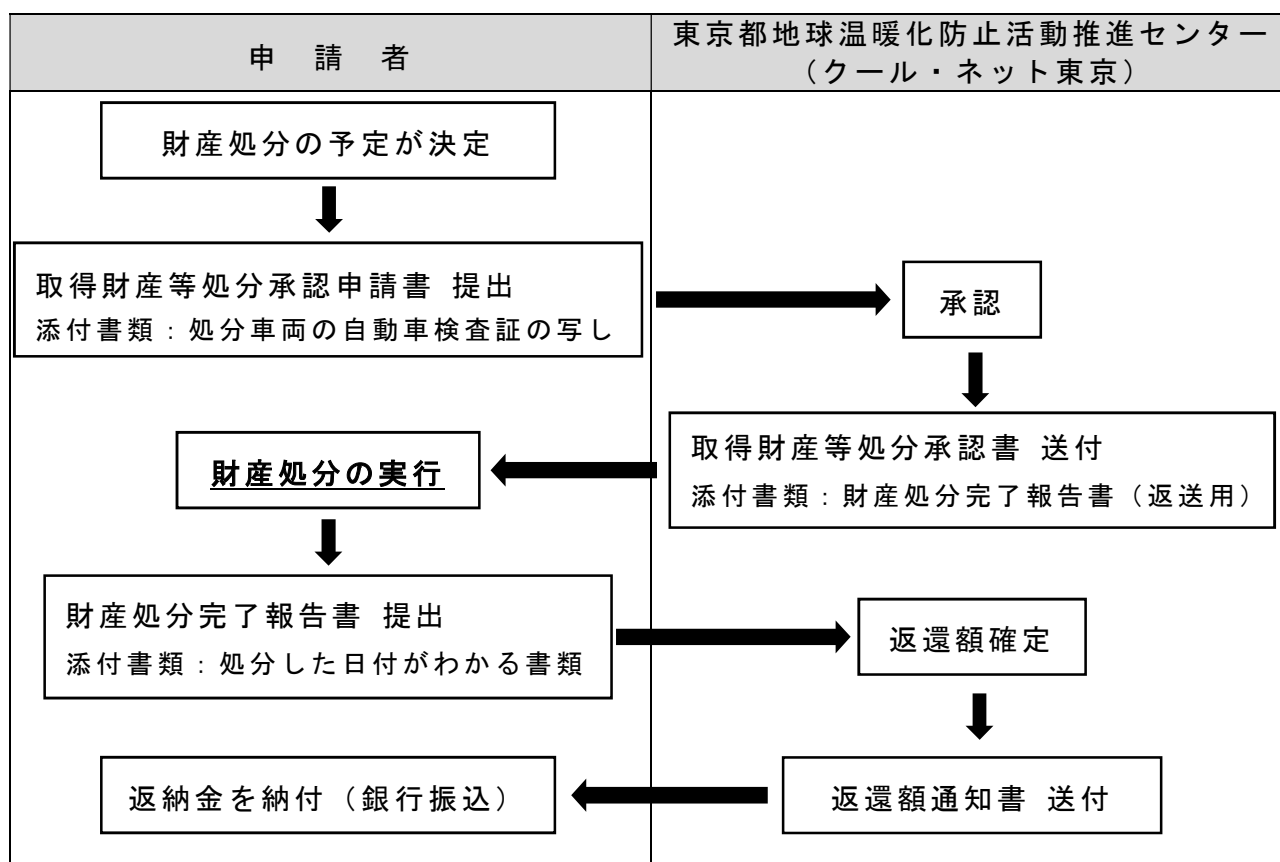 申請者
東京都地球温暖化防止活動推進センター
（クール・ネット東京）
財産処分の予定が決定
取得財産等処分承認申請書 提出
添付書類：処分車両の自動車検査証の写し
承認
取得財産等処分承認書 送付
添付書類：財産処分完了報告書（返送用）
財産処分の実行
財産処分完了報告書 提出
添付書類：処分した日付がわかる書類
返還額確定
返還額通知書 送付
返納金を納付（銀行振込）